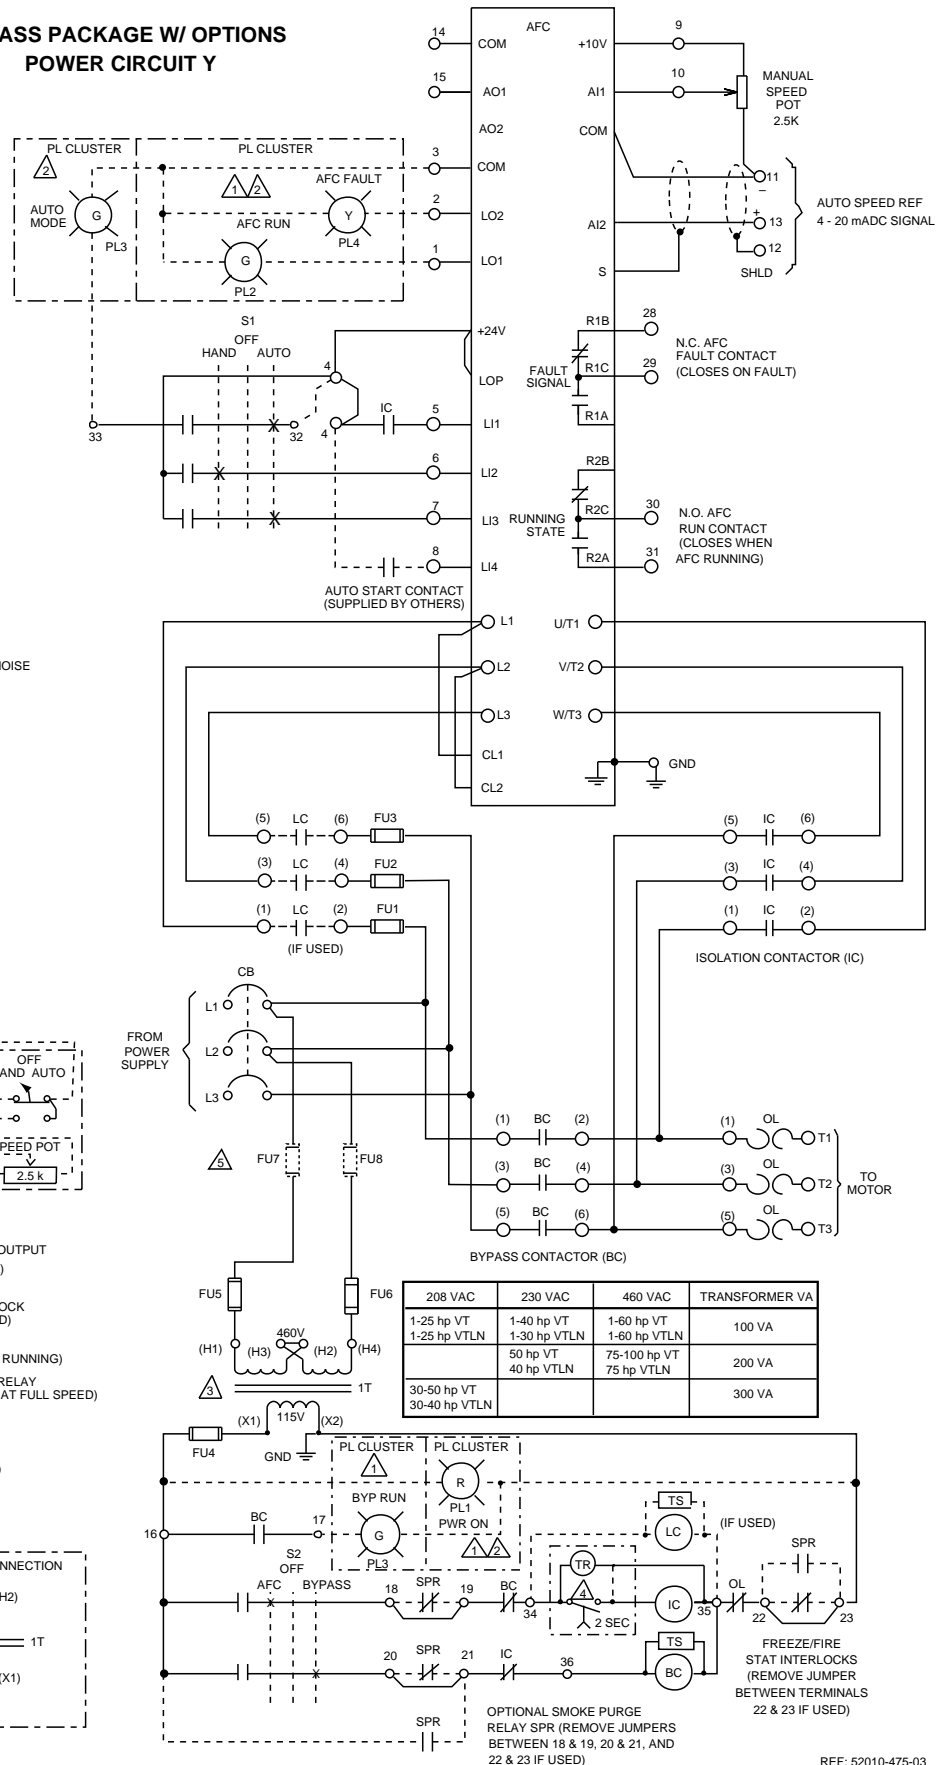 ASS PACKAGE W/ OPTIONS
POWER CIRCUIT Y
AFC
14
COM
+10V
9
15
AO1
AI1
10
MANUAL
SPEED
POT
2.5K
AO2
COM
PL CLUSTER
2
PL CLUSTER
1 2
3
COM
11
–
AUTO
MODE
G
PL3
AFC FAULT
Y
PL4
2
LO2
AFC RUN
AI2
+
13
AUTO SPEED REF
4 - 20 mADC SIGNAL
G
PL2
1
LO1
S
12
SHLD
S1
OFF
HAND AUTO
+24V
R1B
28
N.C. AFC
FAULT CONTACT
(CLOSES ON FAULT)
4
LOP
FAULT
SIGNAL
R1C
29
33
X
32
4
IC
5
LI1
R1A
X
6
LI2
R2B
X
7
LI3
RUNNING
STATE
R2C
30
N.O. AFC
RUN CONTACT
(CLOSES WHEN
AFC RUNNING)
8
LI4
R2A
31
AUTO START CONTACT
(SUPPLIED BY OTHERS)
L1
U/T1
OISE
L2
V/T2
L3
W/T3
CL1
GND
CL2
(5) LC (6) FU3
(5) IC (6)
(3) LC (4) FU2
(3) IC (4)
(1) LC (2) FU1
(1) IC (2)
(IF USED)
ISOLATION CONTACTOR (IC)
CB
L1
FROM
POWER
SUPPLY
L2
L3
OFF
AND AUTO
PEED POT
2.5 k
(1) BC (2)
(1) OL T1
5
FU7
FU8
(3) BC (4)
(3) OL T2
TO
MOTOR
(5) BC (6)
(5) OL T3
OUTPUT
)
BYPASS CONTACTOR (BC)
OCK
D)
FU5
FU6
208 VAC 230 VAC 460 VAC TRANSFORMER VA
1-25 hp VT 1-40 hp VT 1-60 hp VT
1-25 hp VTLN 1-30 hp VTLN 1-60 hp VTLN
100 VA
50 hp VT 75-100 hp VT
40 hp VTLN 75 hp VTLN
200 VA
30-50 hp VT
30-40 hp VTLN
300 VA
RUNNING)
RELAY
AT FULL SPEED)
(H1) (H3) 460V (H2) (H4)
3
1T
(X1) 115V (X2)
FU4
GND
)
PL CLUSTER
1
PL CLUSTER
R
PL1
PWR ON
1 2
BYP RUN
G
PL3
TS
LC
(IF USED)
16
BC
17
SPR
NNECTION
H2)
S2
OFF
AFC BYPASS
X
18 SPR 19 BC
34
TR
4
2 SEC
IC
35
OL
22
23
1T
X1)
X
20 SPR 21 IC 36
TS
BC
FREEZE/FIRE
STAT INTERLOCKS
(REMOVE JUMPER
BETWEEN TERMINALS
22 & 23 IF USED)
SPR
OPTIONAL SMOKE PURGE
RELAY SPR (REMOVE JUMPERS
BETWEEN 18 & 19, 20 & 21, AND
22 & 23 IF USED)
REF: 52010-475-03